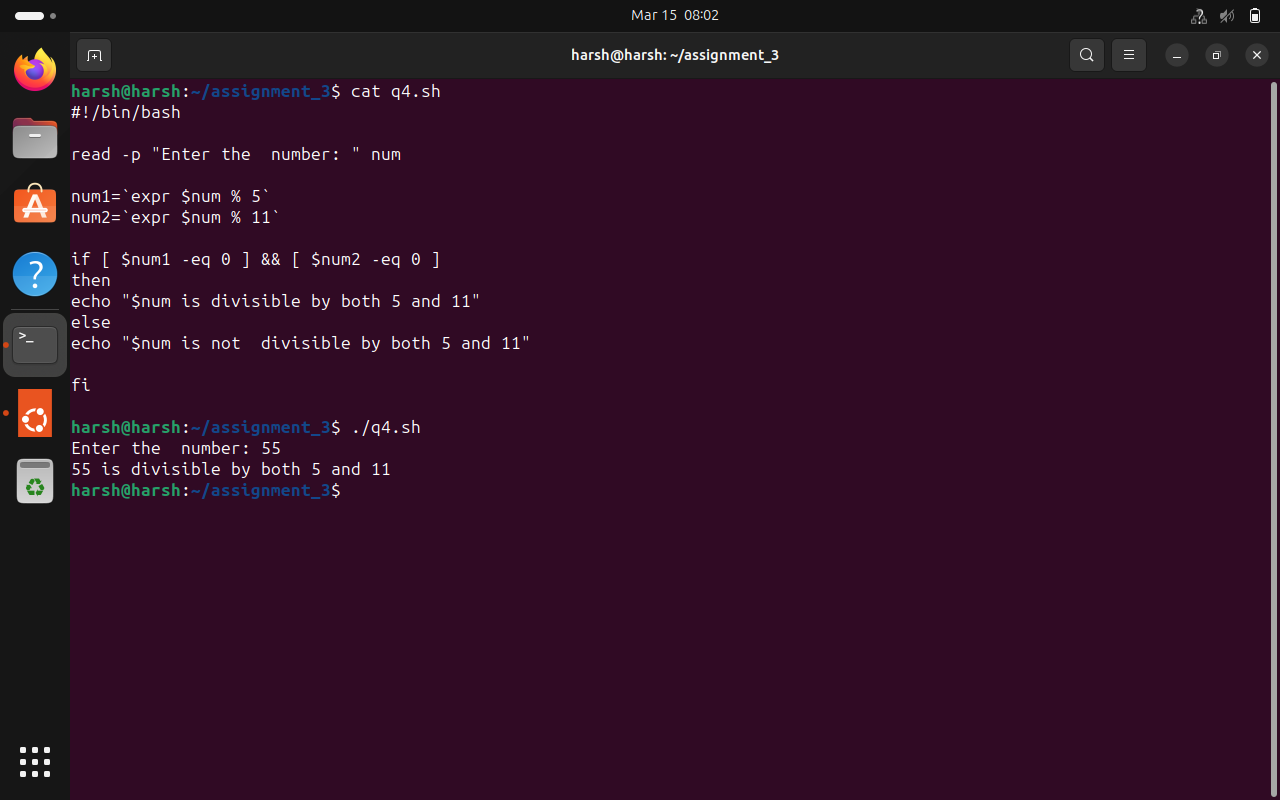 Mar 15  08:02
harsh@harsh: ~/assignment_3
harsh@harsh:~/assignment_3$ cat q4.sh
#!/bin/bash
read -p "Enter the  number: " num
num1=`expr $num % 5`
num2=`expr $num % 11`
if [ $num1 -eq 0 ] && [ $num2 -eq 0 ]
then
echo "$num is divisible by both 5 and 11"
else
echo "$num is not  divisible by both 5 and 11"
fi
harsh@harsh:~/assignment_3$ ./q4.sh
Enter the  number: 55
55 is divisible by both 5 and 11
harsh@harsh:~/assignment_3$